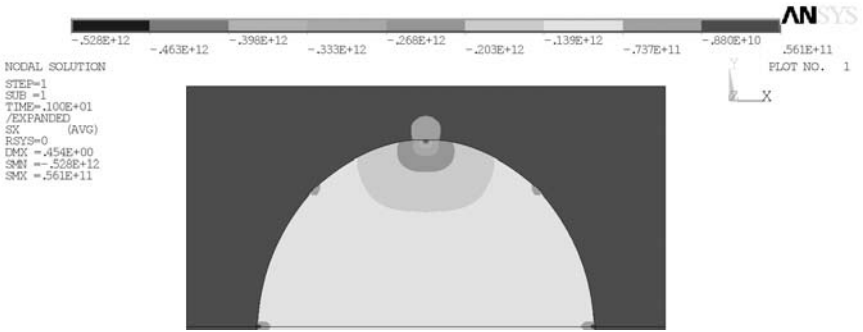 ANSYS
-.528E+12 -.463E+12 -.398E+12 -.333E+12 -.268E+12 -.203E+12 -.139E+12 -.737E+11 -.880E+10 .561E+11
NODAL SOLUTION
PLOT NO. 1
STEP=1
SUB =1
TIME=.100E+01
/EXPANDED
SX (AVG)
RSYS=0
DMX =.454E+00
SMN =-.528E+12
SMX =.561E+11
Y
Z X